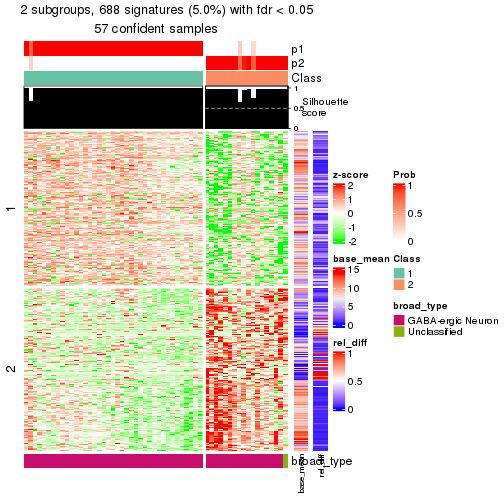 2 subgroups, 688 signatures (5.0%) with fdr < 0.05
57 confident samples
p1
p2
Class
1
0.5
0
Silhouette
score
1
2
z-score
2
1
0
-1
-2
Prob
1
0.5
0
base_mean
15
10
5
0
Class
1
2
broad_type
GABA-ergic Neuron
Unclassified
rel_diff
1
0.5
0
broad_type
base_mean
rel_diff